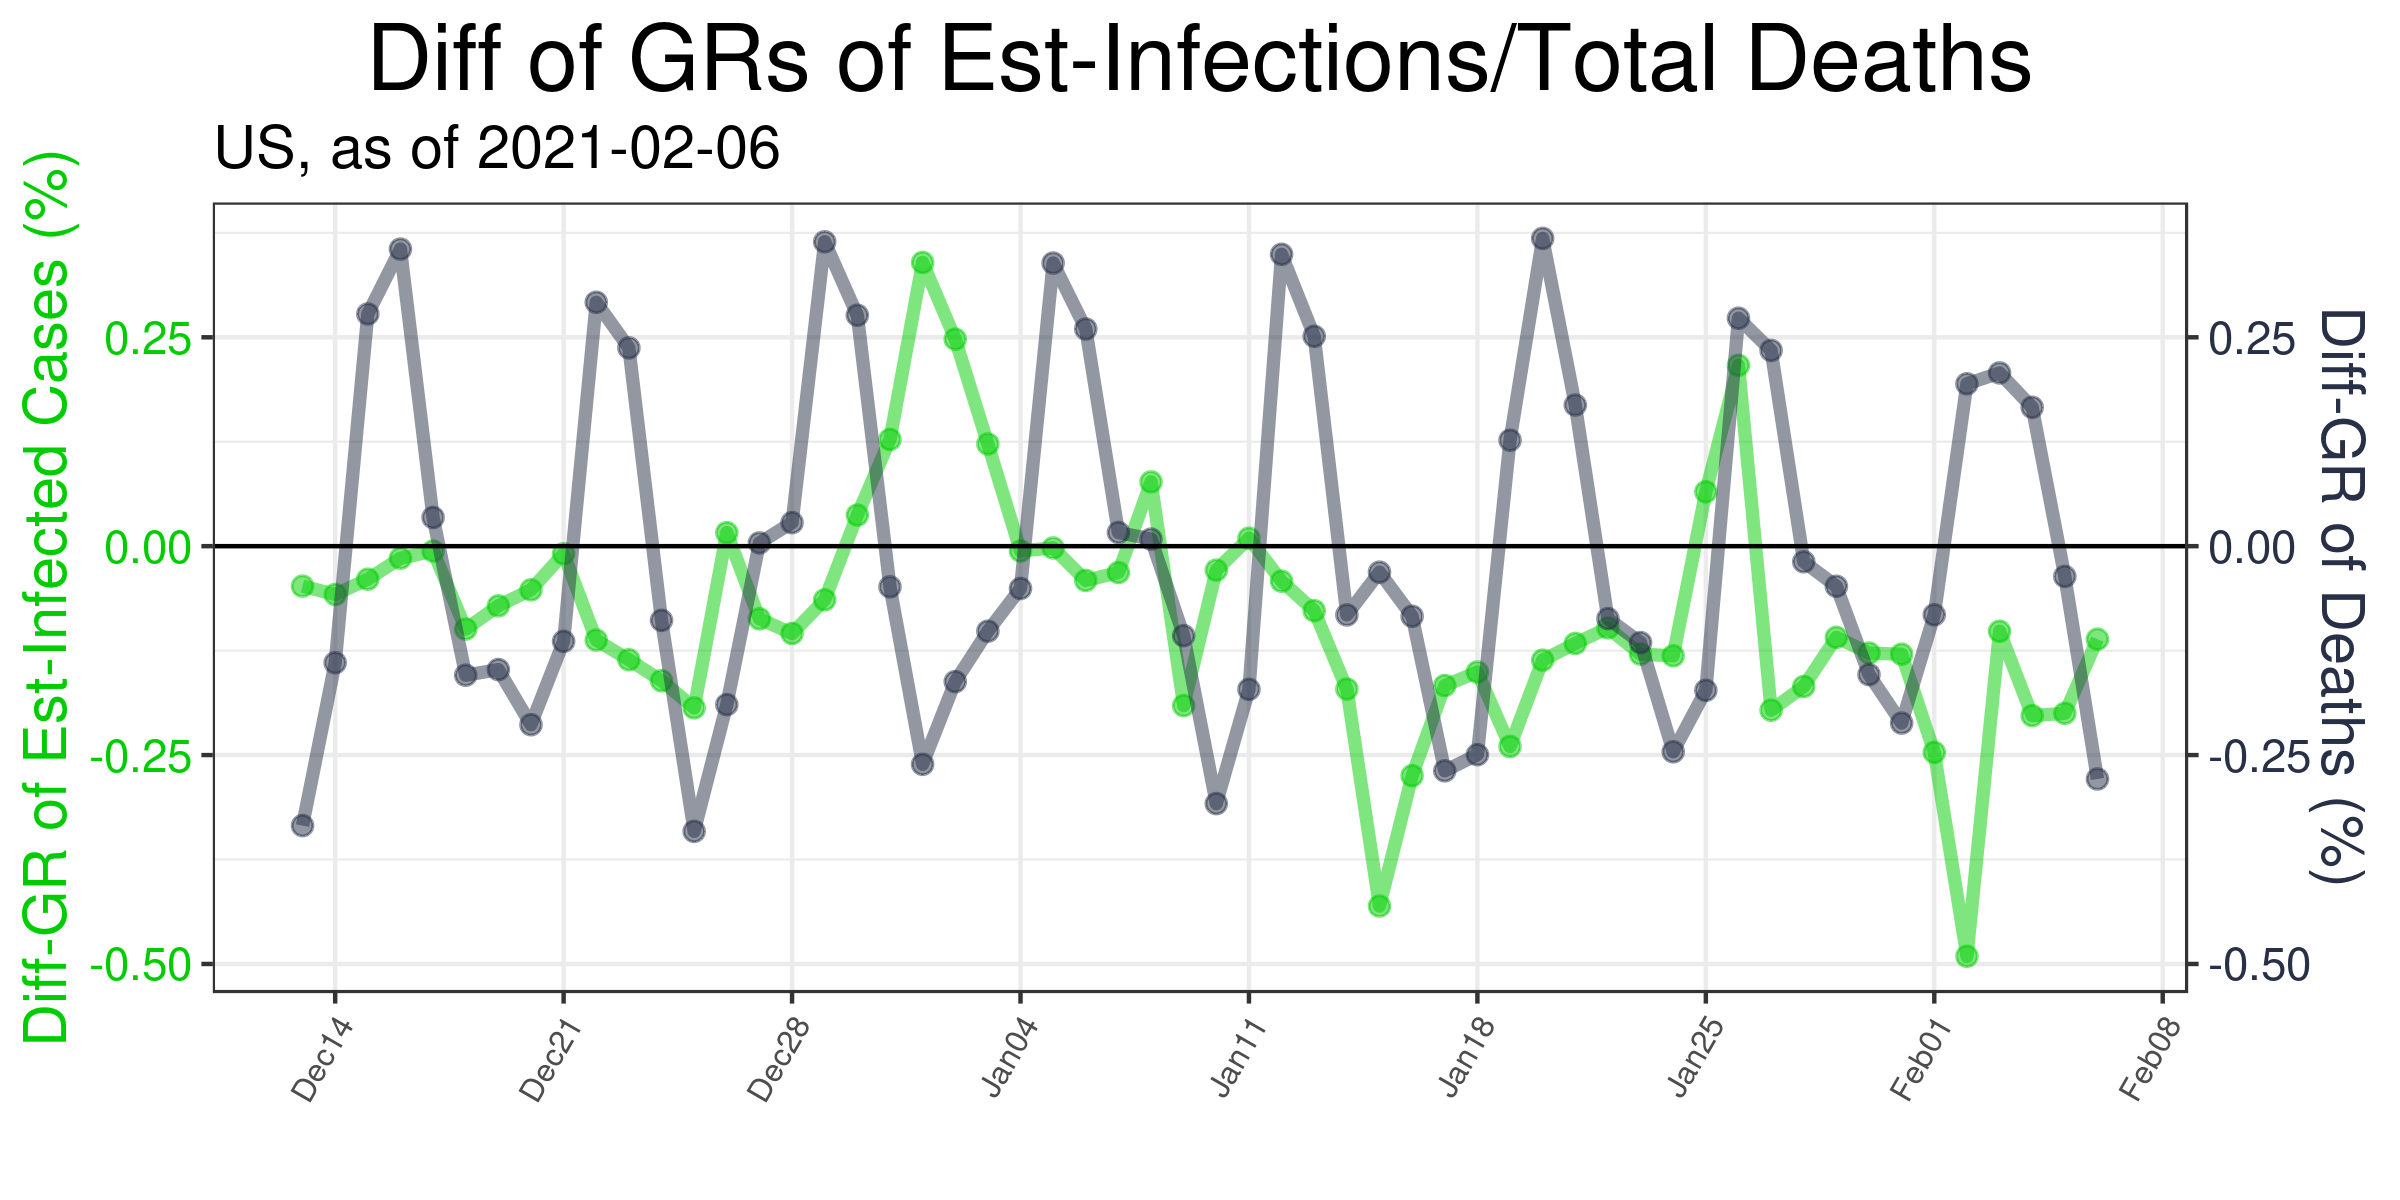 Diff of GRs of Est-Infections/Total Deaths
US, as of 2021-02-06
Diff-GR of Est-Infected Cases (%)
0.25
0.00
-0.25
-0.50
0.25
0.00
-0.25
-0.50
Diff-GR of Deaths (%)
Dec14
Dec21
Dec28
Jan04
Jan11
Jan18
Jan25
Feb01
Feb08